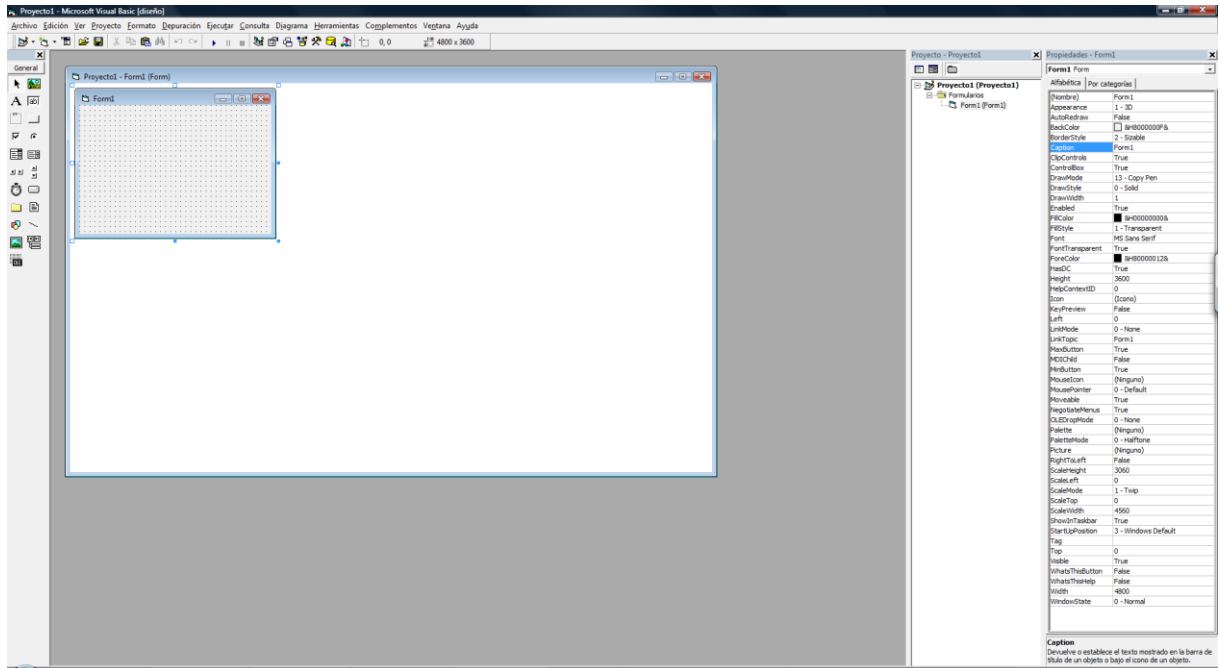 Proyecto1 - Microsoft Visual Basic [diseño]
Archivo Edición Ver Proyecto Formato Depuración Ejecutar Consulta Diagrama Herramientas Complementos Ventana Ayuda
0, 0 4800 x 3600
General
Proyecto1 - Form1 (Form)
Form1
Proyecto - Proyecto1
Proyecto1 (Proyecto1)
Formularios
Form1 (Form1)
Propiedades - Form1
Form1 Form
Alfabética Por categorías
(Nombre) Form1
Appearance 1 - 3D
AutoRedraw False
BackColor &H8000000F&
BorderStyle 2 - Sizable
Caption Form1
ClipControls True
ControlBox True
DrawMode 13 - Copy Pen
DrawStyle 0 - Solid
DrawWidth 1
Enabled True
FillColor &H00000000&
FillStyle 1 - Transparent
Font MS Sans Serif
FontTransparent True
ForeColor &H80000012&
HasDC True
Height 3600
HelpContextID 0
Icon (Icono)
KeyPreview False
Left 0
LinkMode 0 - None
LinkTopic Form1
MaxButton True
MDIChild False
MinButton True
MouseIcon (Ninguno)
MousePointer 0 - Default
Moveable True
NegotiateMenus True
OLEDropMode 0 - None
Palette (Ninguno)
PaletteMode 0 - Halftone
Picture (Ninguno)
RightToLeft False
ScaleHeight 3060
ScaleLeft 0
ScaleMode 1 - Twip
ScaleTop 0
ScaleWidth 4560
ShowInTaskbar True
StartUpPosition 3 - Windows Default
Tag
Top 0
Visible True
WhatsThisButton False
WhatsThisHelp False
Width 4800
WindowState 0 - Normal
Caption
Devuelve o establece el texto mostrado en la barra de
título de un objeto o bajo el icono de un objeto.